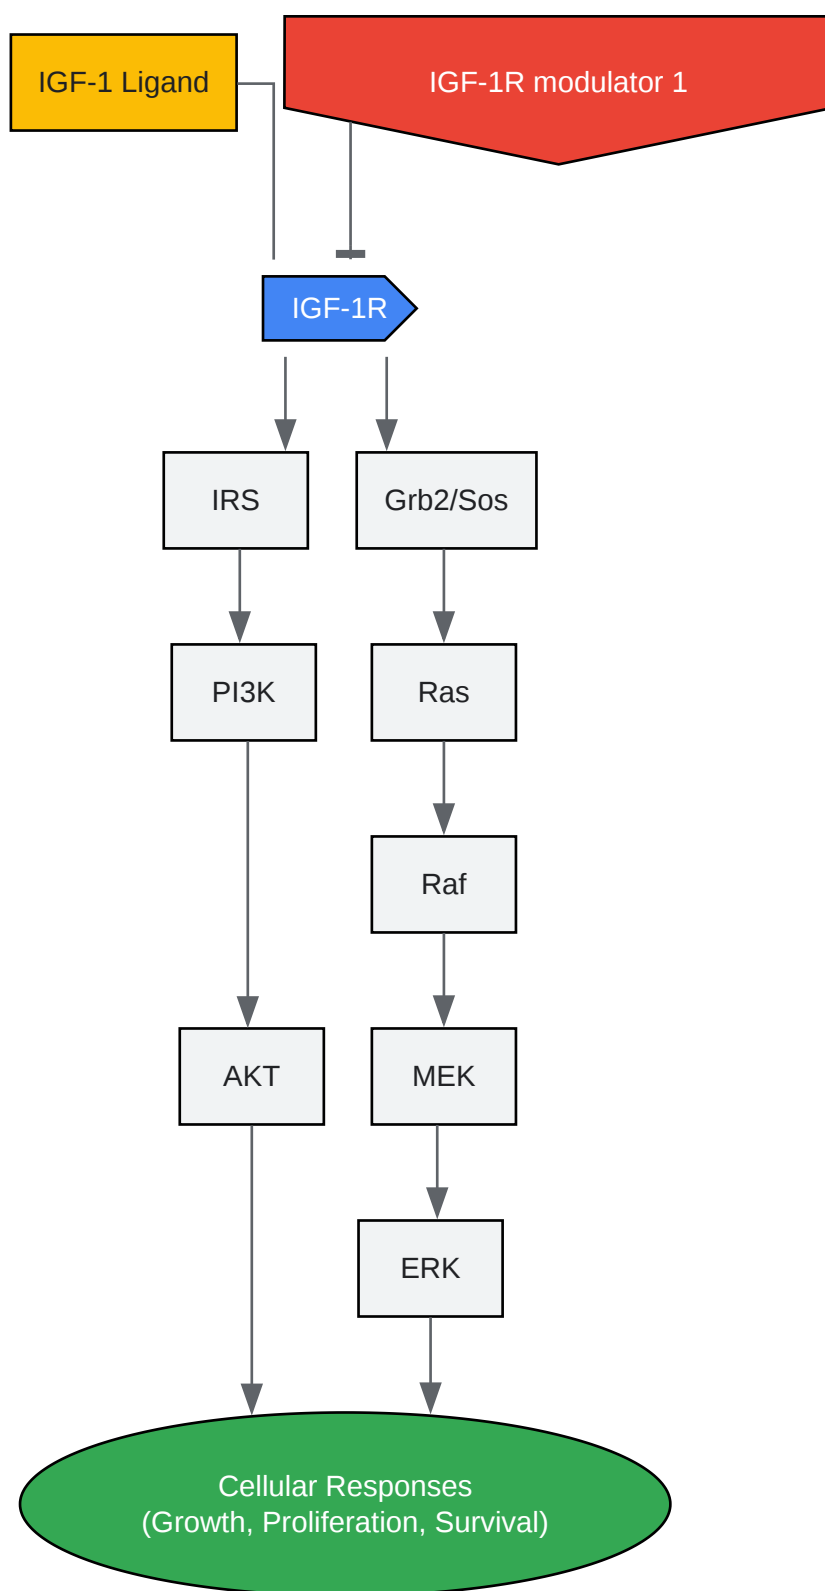 IGF-1 Ligand
IGF-1R modulator 1
IGF-1R
IRS
Grb2/Sos
PI3K
Ras
Raf
AKT
MEK
ERK
Cellular Responses
(Growth, Proliferation, Survival)